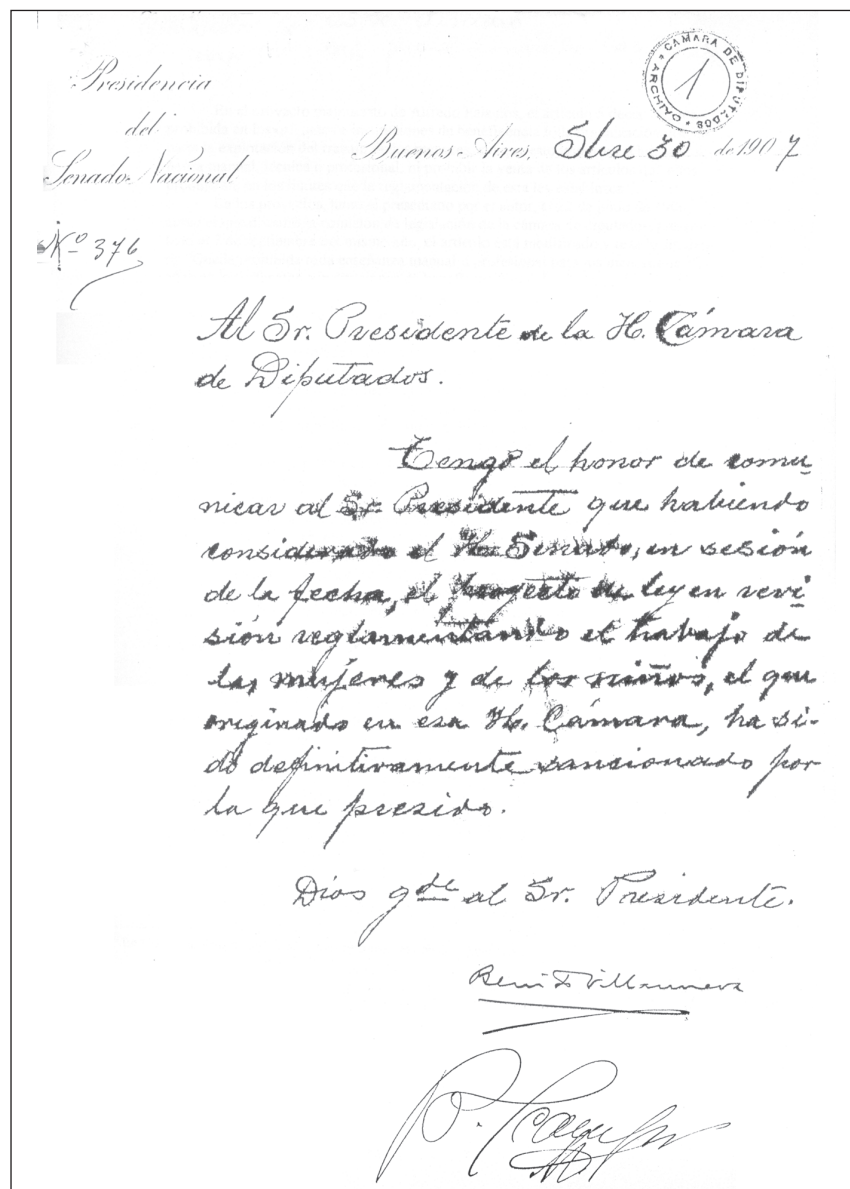 Presidencia
del
Senado Nacional
CAMARA DE DIPUTADOS * ARCHIVO *
1
Buenos Aires, Sbre 30 de 1907
Nº 376
Al Sr. Presidente de la H. Cámara
de Diputados.
Tengo el honor de comu-
nicar al Sr. Presidente que habiendo
considerado el H. Senado, en sesión
de la fecha, el proyecto de ley en revi-
sión reglamentando el trabajo de
las mujeres y de los niños, el que
originado en esa H. Cámara, ha si-
do definitivamente sancionado por
la que presido.
Dios gde al Sr. Presidente.
Benito Villanueva